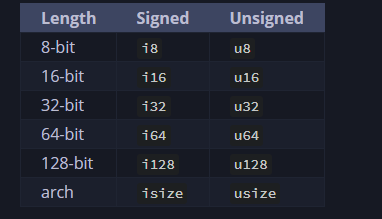 Length Signed Unsigned
8-bit i8 u8
16-bit i16 u16
32-bit i32 u32
64-bit i64 u64
128-bit i128 u128
arch isize usize